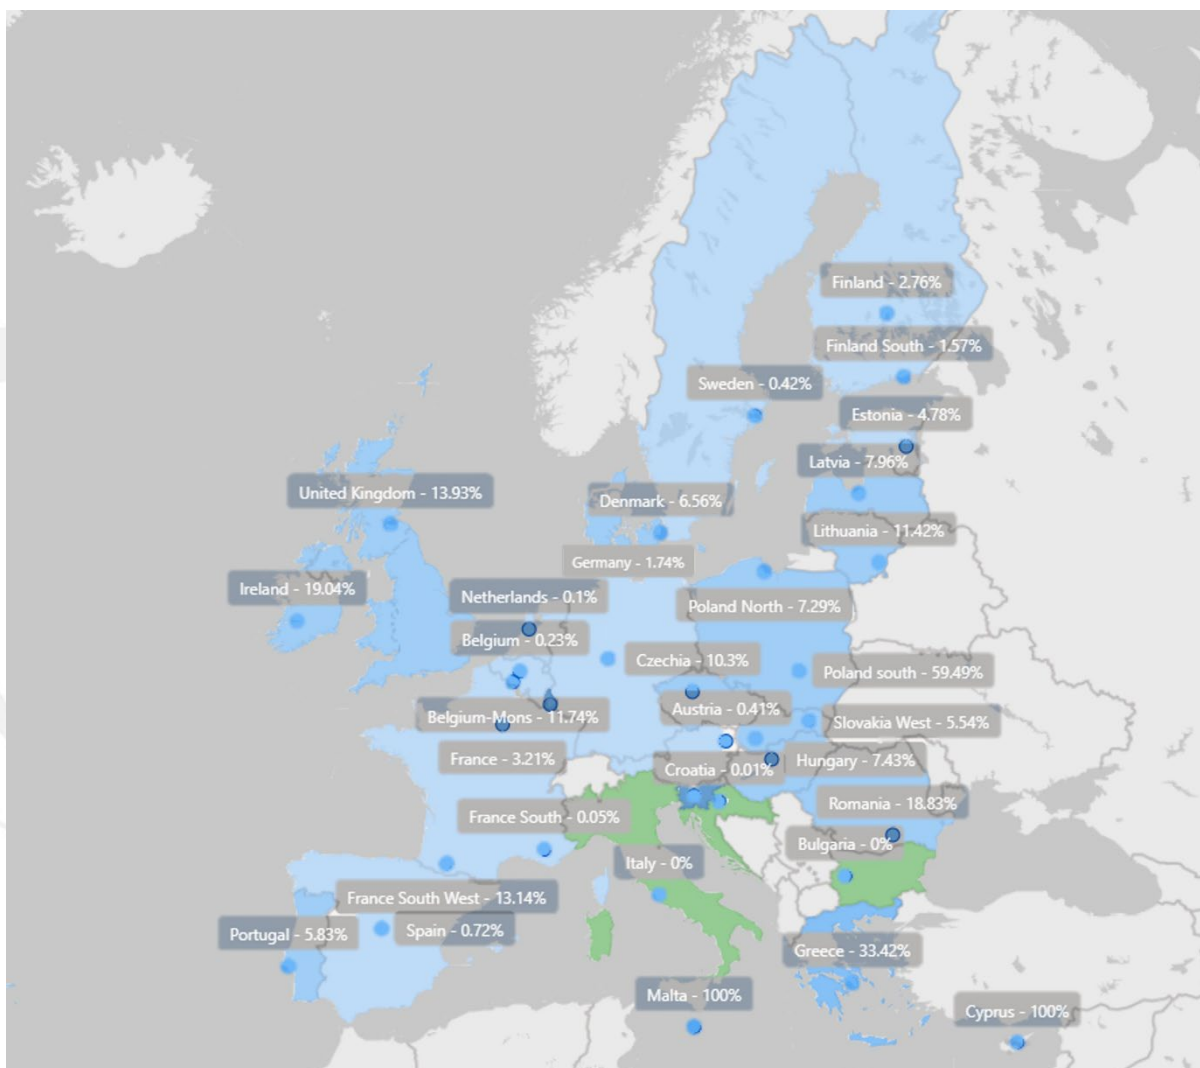 Finland - 2.76%
Finland South - 1.57%
Sweden - 0.42%
Estonia - 4.78%
Latvia - 7.96%
United Kingdom - 13.93%
Denmark - 6.56%
Lithuania - 11.42%
Germany - 1.74%
Ireland - 19.04%
Netherlands - 0.1%
Poland North - 7.29%
Belgium - 0.23%
Czechia - 10.3%
Poland south - 59.49%
Belgium-Mons - 11.74%
Austria - 0.41%
Slovakia West - 5.54%
France - 3.21%
Croatia - 0.01%
Hungary - 7.43%
Romania - 18.83%
France South - 0.05%
Bulgaria - 0%
Italy - 0%
France South West - 13.14%
Portugal - 5.83%
Spain - 0.72%
Greece - 33.42%
Malta - 100%
Cyprus - 100%